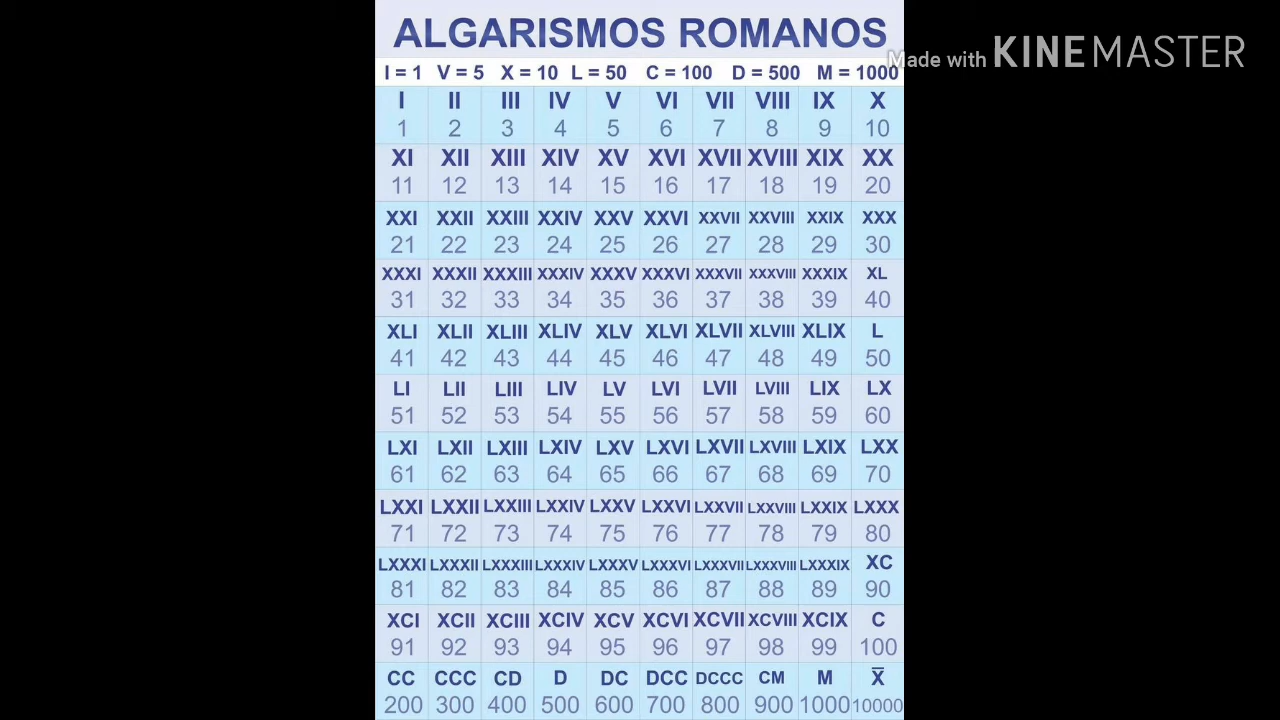 ALGARISMOS ROMANOS
Made with KINEMASTER
I = 1 V = 5 X = 10 L = 50 C = 100 D = 500 M = 1000
I II III IV V VI VII VIII IX X
1 2 3 4 5 6 7 8 9 10
XI XII XIII XIV XV XVI XVII XVIII XIX XX
11 12 13 14 15 16 17 18 19 20
XXI XXII XXIII XXIV XXV XXVI XXVII XXVIII XXIX XXX
21 22 23 24 25 26 27 28 29 30
XXXI XXXII XXXIII XXXIV XXXV XXXVI XXXVII XXXVIII XXXIX XL
31 32 33 34 35 36 37 38 39 40
XLI XLII XLIII XLIV XLV XLVI XLVII XLVIII XLIX L
41 42 43 44 45 46 47 48 49 50
LI LII LIII LIV LV LVI LVII LVIII LIX LX
51 52 53 54 55 56 57 58 59 60
LXI LXII LXIII LXIV LXV LXVI LXVII LXVIII LXIX LXX
61 62 63 64 65 66 67 68 69 70
LXXI LXXII LXXIII LXXIV LXXV LXXVI LXXVII LXXVIII LXXIX LXXX
71 72 73 74 75 76 77 78 79 80
LXXXI LXXXII LXXXIII LXXXIV LXXXV LXXXVI LXXXVII LXXXVIII LXXXIX XC
81 82 83 84 85 86 87 88 89 90
XCI XCII XCIII XCIV XCV XCVI XCVII XCVIII XCIX C
91 92 93 94 95 96 97 98 99 100
CC CCC CD D DC DCC DCCC CM M X̅
200 300 400 500 600 700 800 900 1000 10000